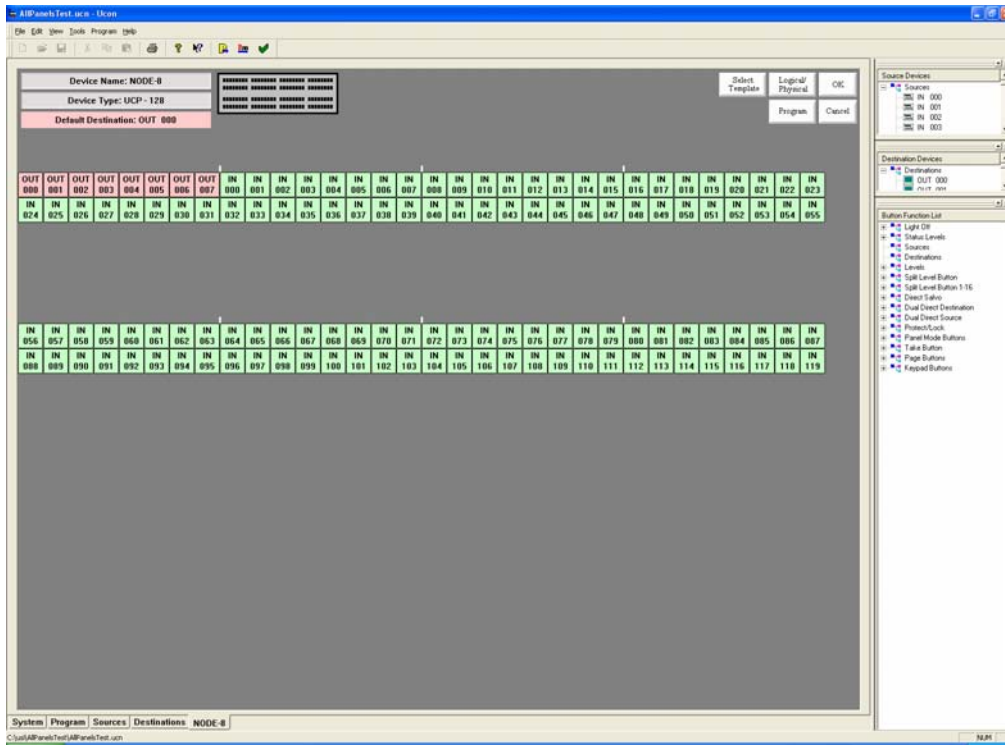 AllPanelsTest.ucn - Ucon
File Edit View Tools Program Help
Device Name: NODE-8
Device Type: UCP - 128
Default Destination: OUT 000
Select Template
Logical/ Physical
OK
Program
Cancel
OUT 000 OUT 001 OUT 002 OUT 003 OUT 004 OUT 005 OUT 006 OUT 007 IN 000 IN 001 IN 002 IN 003 IN 004 IN 005 IN 006 IN 007 IN 008 IN 009 IN 010 IN 011 IN 012 IN 013 IN 014 IN 015 IN 016 IN 017 IN 018 IN 019 IN 020 IN 021 IN 022 IN 023
IN 024 IN 025 IN 026 IN 027 IN 028 IN 029 IN 030 IN 031 IN 032 IN 033 IN 034 IN 035 IN 036 IN 037 IN 038 IN 039 IN 040 IN 041 IN 042 IN 043 IN 044 IN 045 IN 046 IN 047 IN 048 IN 049 IN 050 IN 051 IN 052 IN 053 IN 054 IN 055
IN 056 IN 057 IN 058 IN 059 IN 060 IN 061 IN 062 IN 063 IN 064 IN 065 IN 066 IN 067 IN 068 IN 069 IN 070 IN 071 IN 072 IN 073 IN 074 IN 075 IN 076 IN 077 IN 078 IN 079 IN 080 IN 081 IN 082 IN 083 IN 084 IN 085 IN 086 IN 087
IN 088 IN 089 IN 090 IN 091 IN 092 IN 093 IN 094 IN 095 IN 096 IN 097 IN 098 IN 099 IN 100 IN 101 IN 102 IN 103 IN 104 IN 105 IN 106 IN 107 IN 108 IN 109 IN 110 IN 111 IN 112 IN 113 IN 114 IN 115 IN 116 IN 117 IN 118 IN 119
Source Devices
Sources
IN 000
IN 001
IN 002
IN 003
Destination Devices
Destinations
OUT 000
OUT 001
Button Function List
Light Off
Status Levels
Sources
Destinations
Levels
Split Level Button
Split Level Button 1-16
Direct Salvo
Dual Direct Destination
Dual Direct Source
Protect/Lock
Panel Mode Buttons
Take Button
Page Buttons
Keypad Buttons
System Program Sources Destinations NODE-8
C:\usl\AllPanelsTest\AllPanelsTest.ucn
NUM